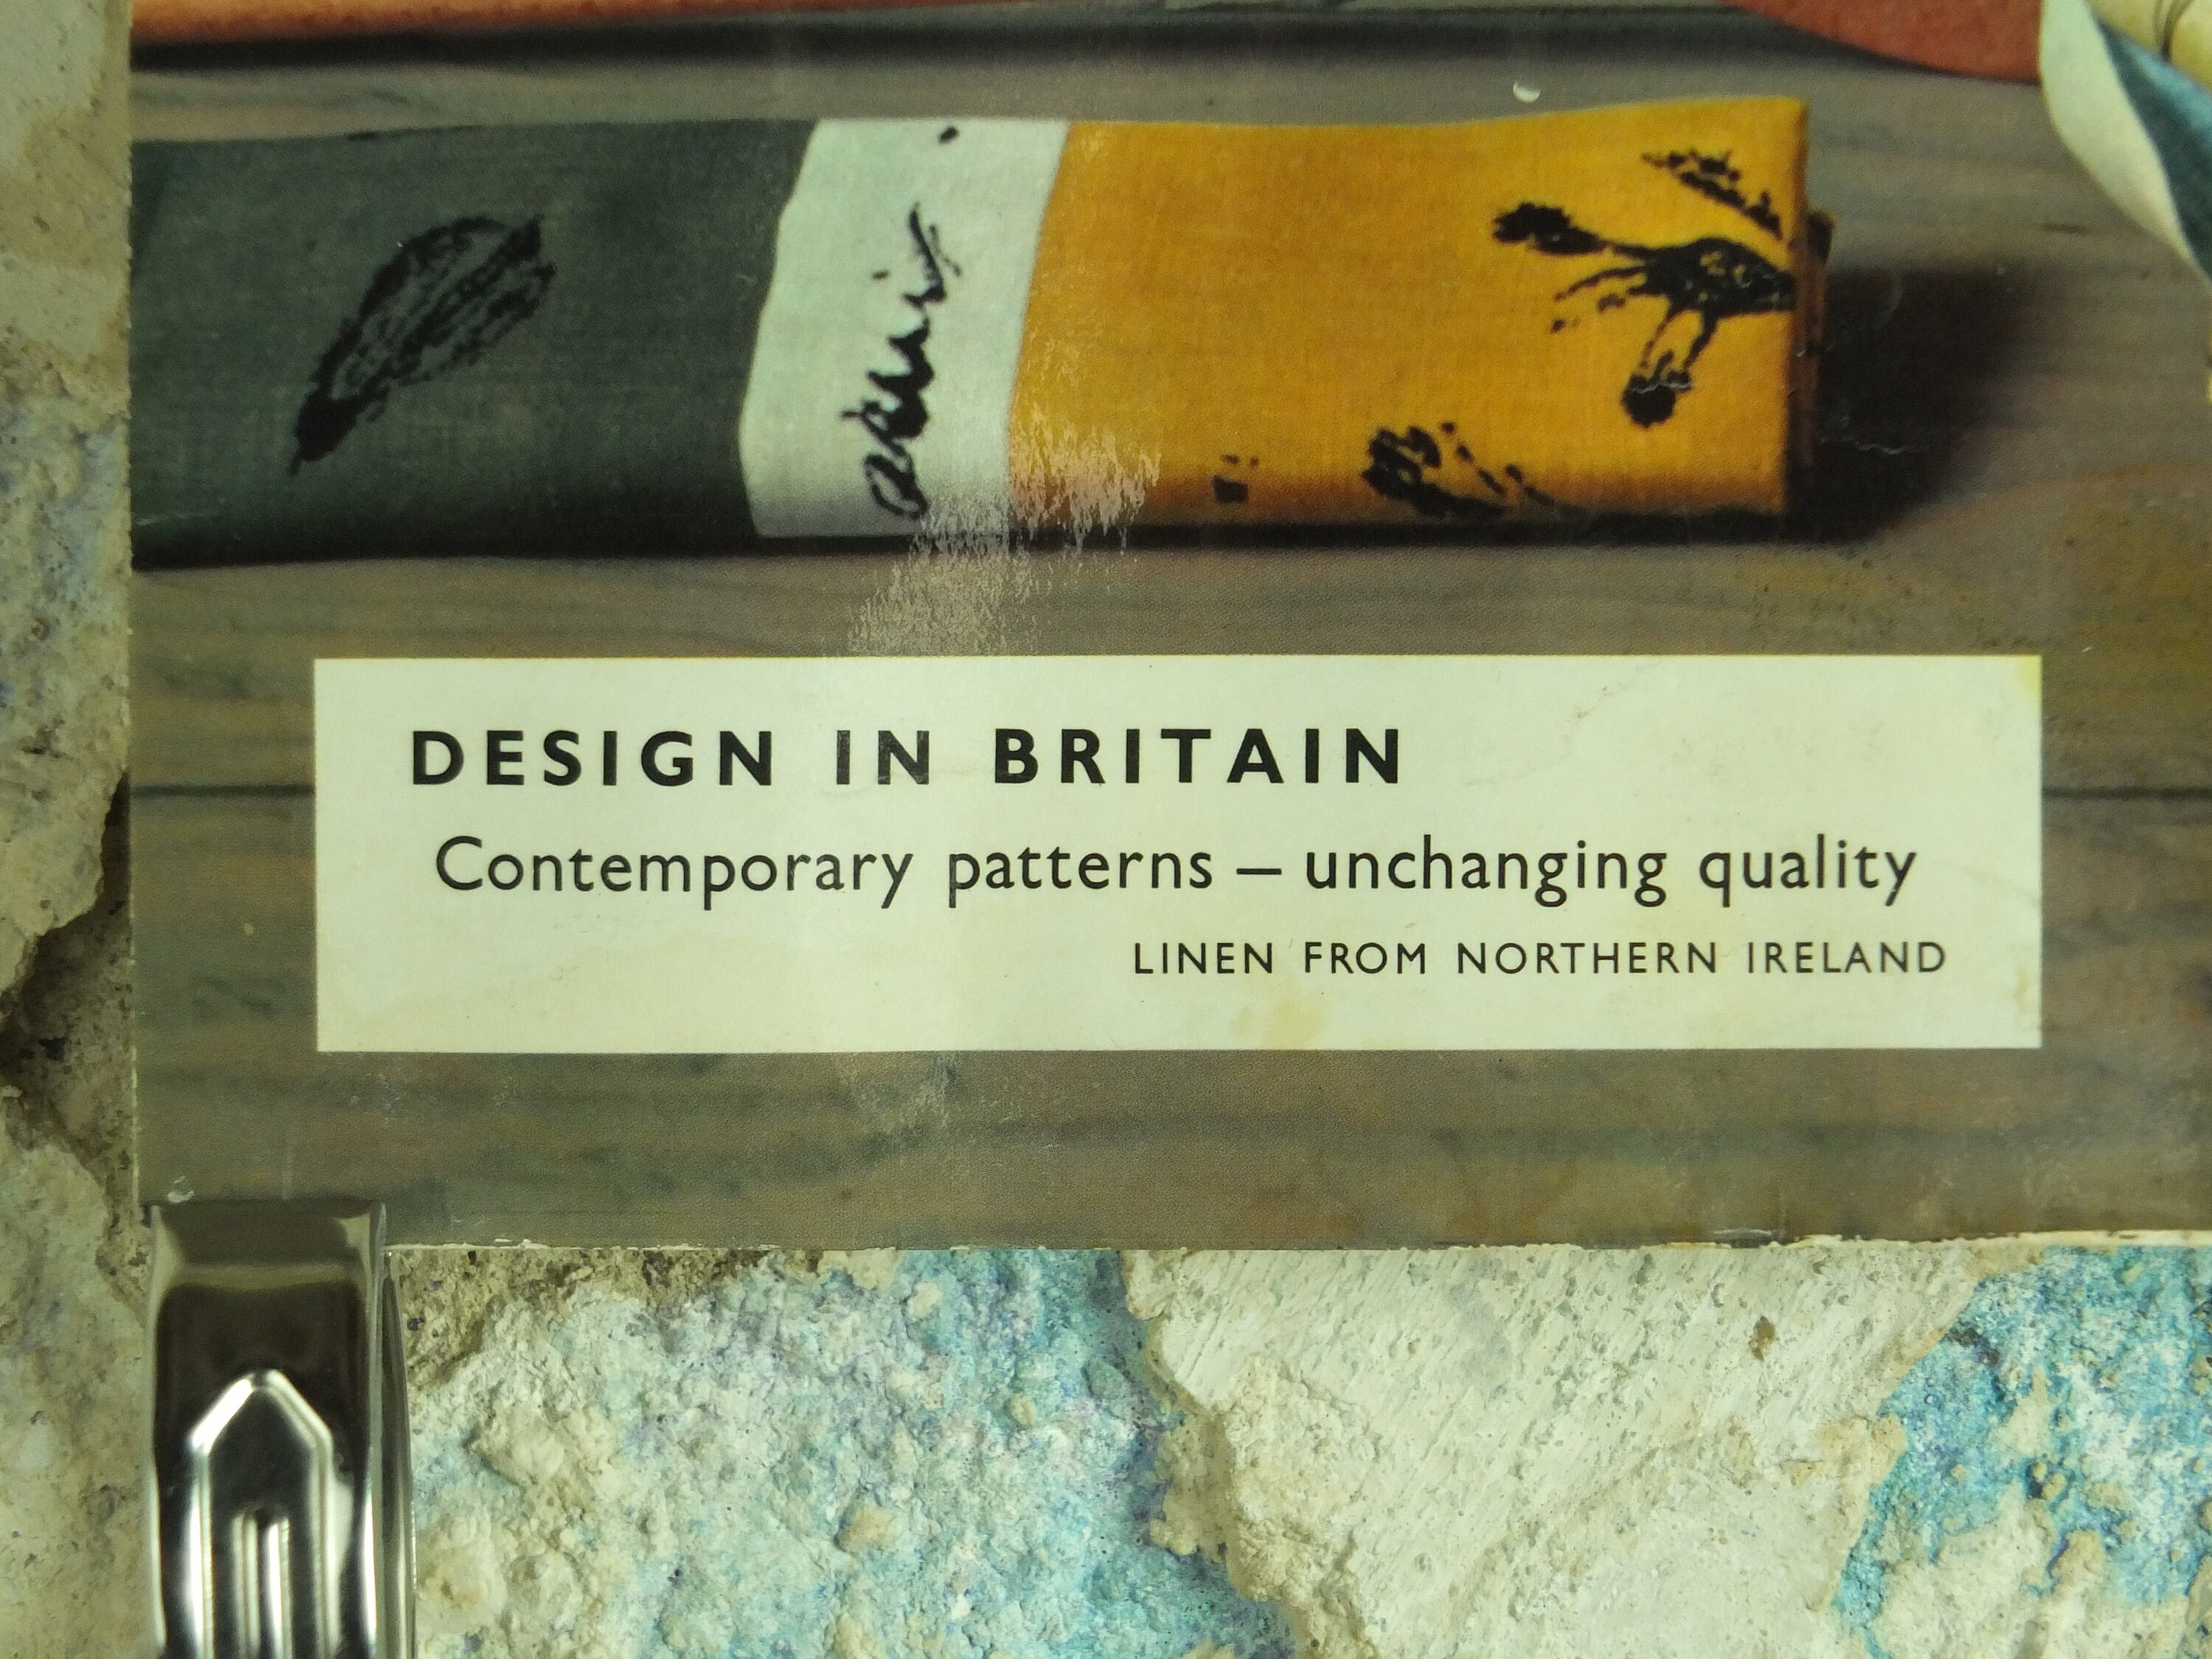 DESIGN IN BRITAIN
Contemporary patterns – unchanging quality
LINEN FROM NORTHERN IRELAND